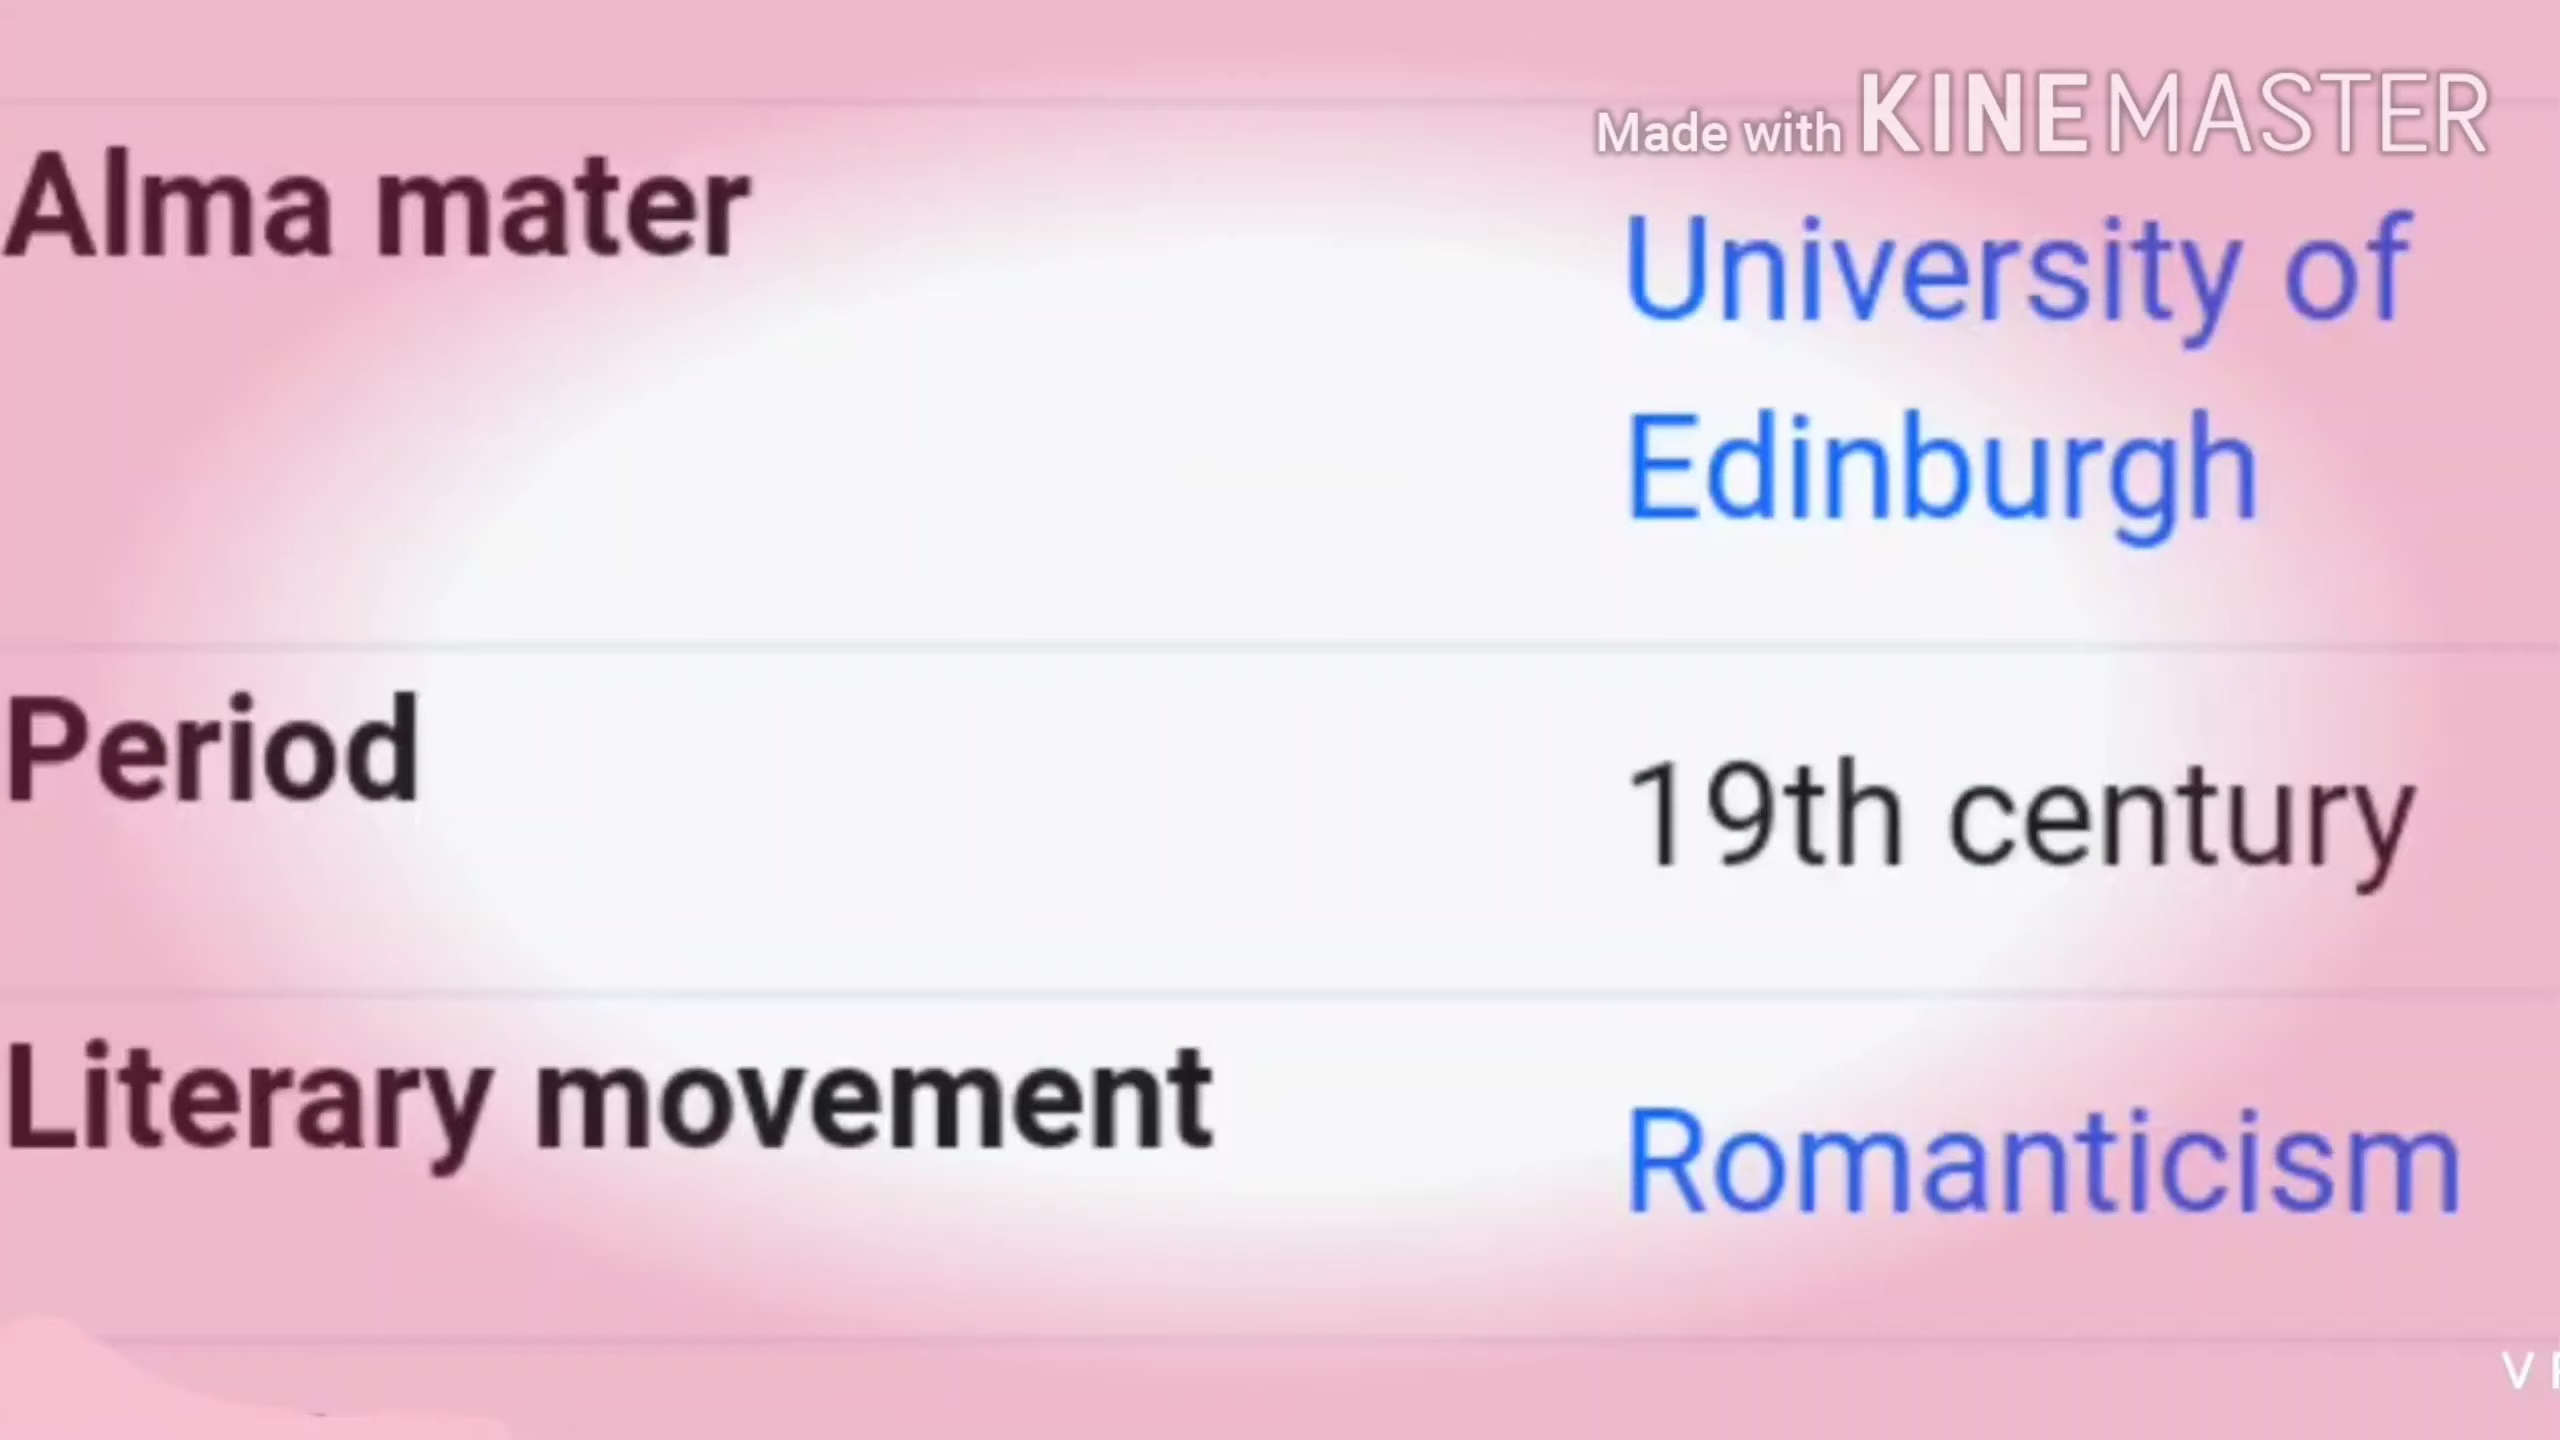 Made with KINEMASTER
Alma mater
University of
Edinburgh
Period
19th century
Literary movement
Romanticism
V